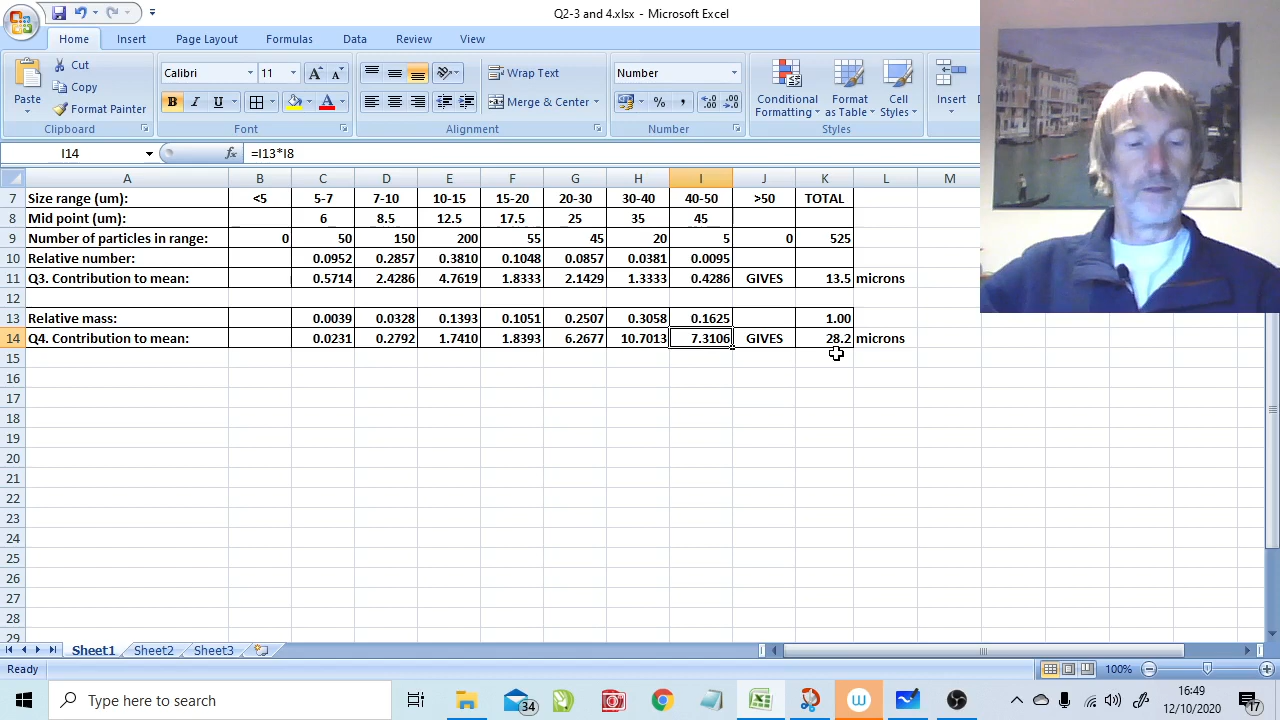 Q2-3 and 4.xlsx - Microsoft Excel
Home Insert Page Layout Formulas Data Review View
Paste Cut Copy Format Painter
Calibri 11 B I U A A A
Wrap Text
Merge & Center
Number % ,
Conditional Formatting Format as Table Cell Styles Insert
Clipboard Font Alignment Number Styles
I14 fx =I13*I8
A B C D E F G H I J K L M
7 Size range (um): <5 5-7 7-10 10-15 15-20 20-30 30-40 40-50 >50 TOTAL
8 Mid point (um): 6 8.5 12.5 17.5 25 35 45
9 Number of particles in range: 0 50 150 200 55 45 20 5 0 525
10 Relative number: 0.0952 0.2857 0.3810 0.1048 0.0857 0.0381 0.0095
11 Q3. Contribution to mean: 0.5714 2.4286 4.7619 1.8333 2.1429 1.3333 0.4286 GIVES 13.5 microns
12
13 Relative mass: 0.0039 0.0328 0.1393 0.1051 0.2507 0.3058 0.1625 1.00
14 Q4. Contribution to mean: 0.0231 0.2792 1.7410 1.8393 6.2677 10.7013 7.3106 GIVES 28.2 microns
15
16
17
18
19
20
21
22
23
24
25
26
27
28
29
Sheet1 Sheet2 Sheet3
Ready 100%
Type here to search 34 W 16:49
12/10/2020 17